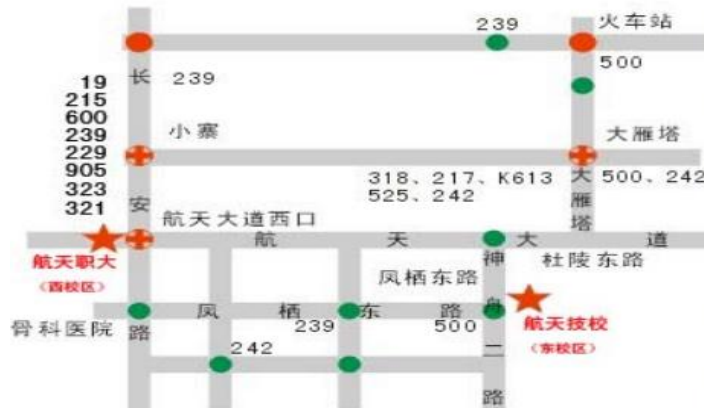 火车站
239
500
长安路
239
19
215
600
239
229
905
323
321
小寨
大雁塔
318、217、K613
525、242
大雁塔
500、242
航天大道西口
航天大道
航天职大
（西校区）
杜陵东路
凤栖东路
神舟二路
凤栖东路
航天技校
（东校区）
骨科医院
239
500
242